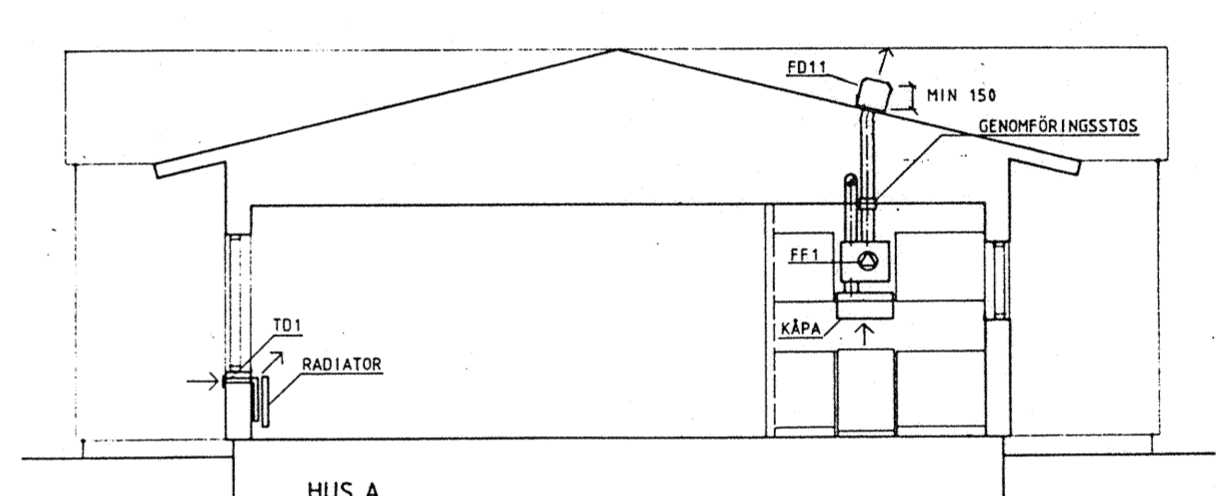 FD11
MIN 150
GENOMFÖRINGSSTOS
FF1
TD1
KÅPA
RADIATOR
HUS A